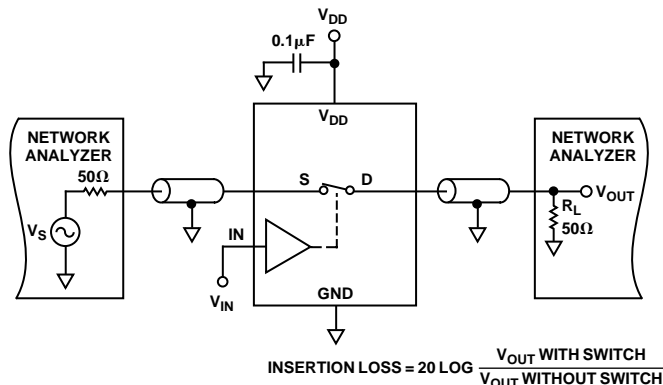 VDD
0.1µF
VDD
NETWORK
ANALYZER
50Ω
VS
S
D
IN
VIN
GND
NETWORK
ANALYZER
VOUT
RL
50Ω
INSERTION LOSS = 20 LOG VOUT WITH SWITCH
VOUT WITHOUT SWITCH